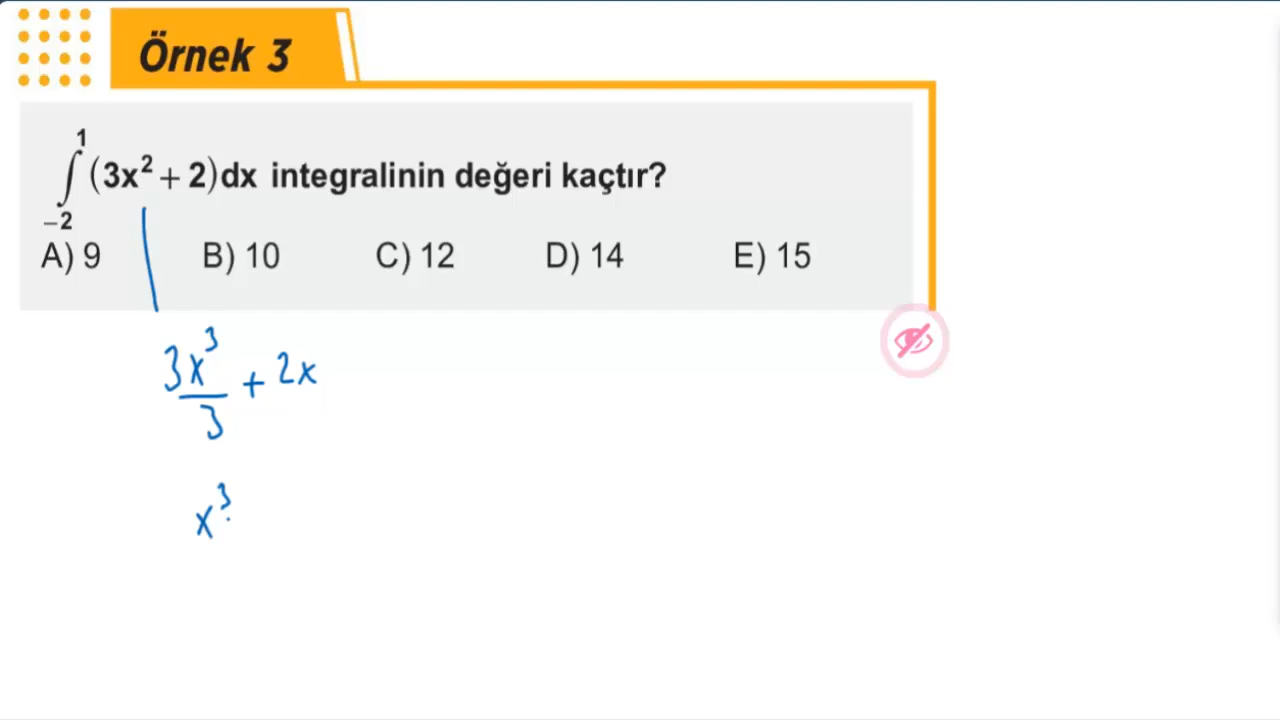 Örnek 3
1
∫(3x² + 2)dx integralinin değeri kaçtır?
−2
A) 9 B) 10 C) 12 D) 14 E) 15
3x³
── + 2x
3
x³